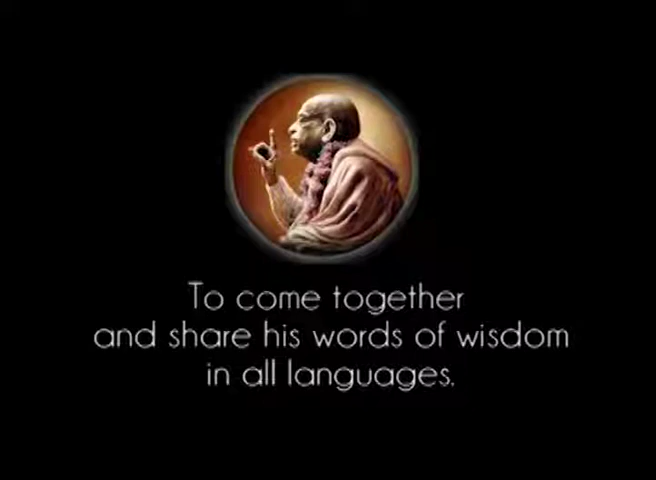 To come together
and share his words of wisdom
in all languages.